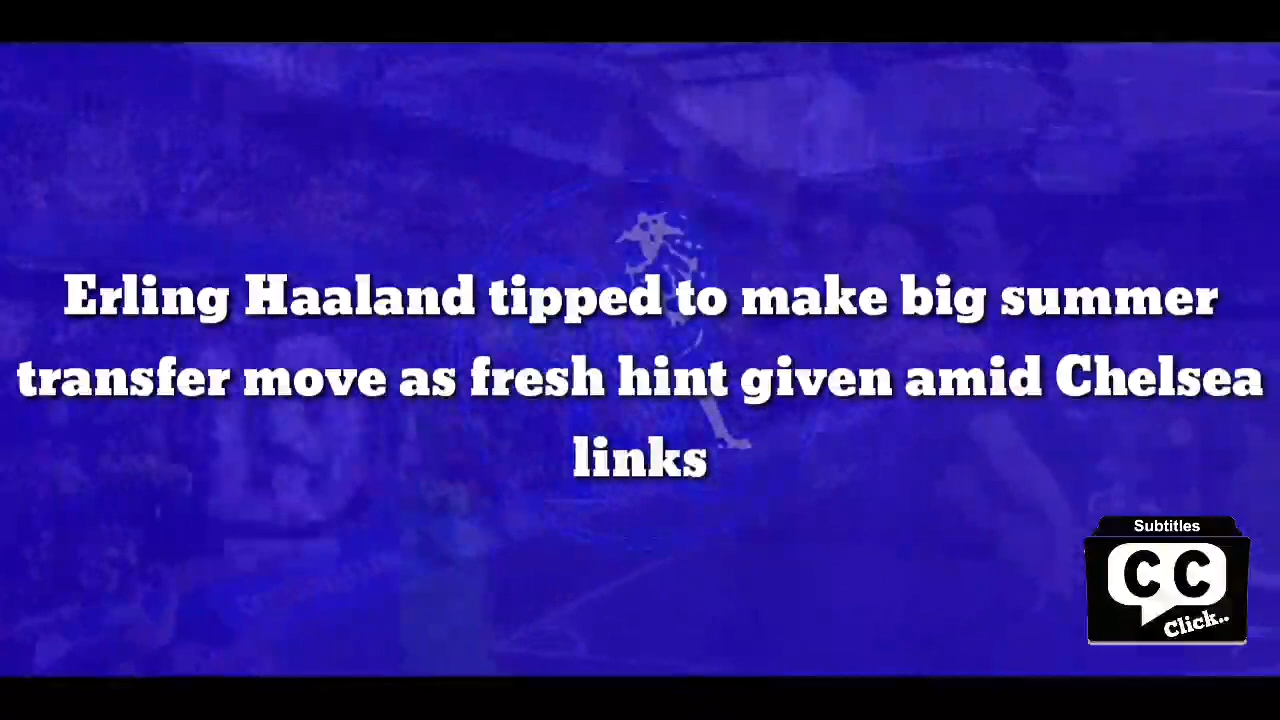 Erling Haaland tipped to make big summer
transfer move as fresh hint given amid Chelsea
links
Subtitles
CC
Click..